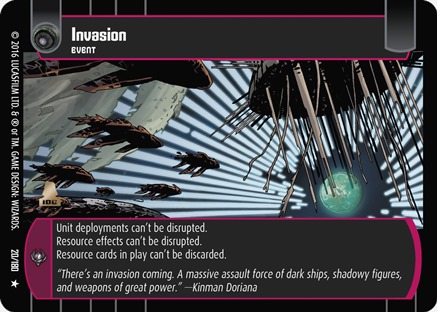 Invasion
EVENT
Unit deployments can't be disrupted.
Resource effects can't be disrupted.
Resource cards in play can't be discarded.
"There's an invasion coming. A massive assault force of dark ships, shadowy figures,
and weapons of great power." —Kinman Doriana
© 2016 LUCASFILM LTD. & ® or TM. GAME DESIGN: WIZARDS.